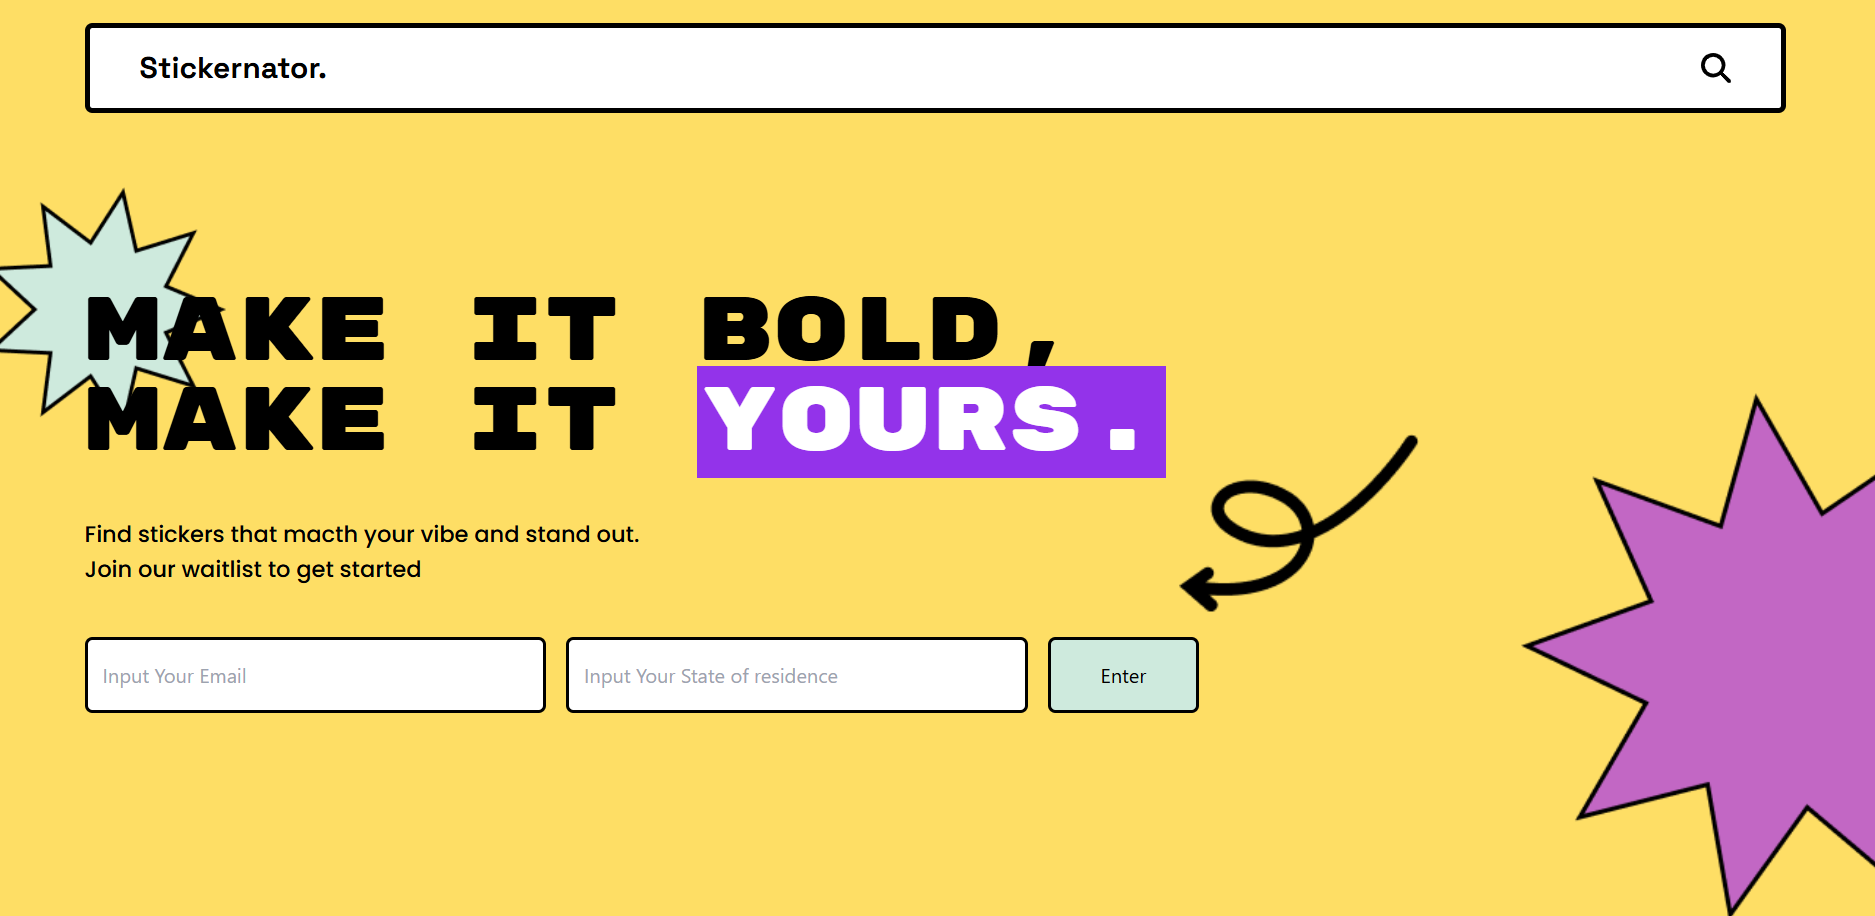 Stickernator.
MAKE IT BOLD,
MAKE IT YOURS.
Find stickers that macth your vibe and stand out.
Join our waitlist to get started
Input Your Email
Input Your State of residence
Enter